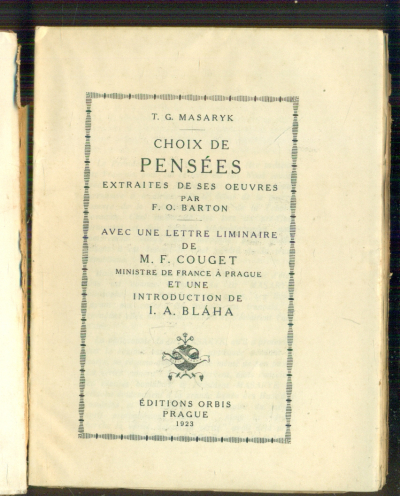 T. G. MASARYK
CHOIX DE
PENSÉES
EXTRAITES DE SES OEUVRES
PAR
F. O. BARTON
AVEC UNE LETTRE LIMINAIRE
DE
M. F. COUGET
MINISTRE DE FRANCE À PRAGUE
ET UNE
INTRODUCTION DE
I. A. BLÁHA
ÉDITIONS ORBIS
PRAGUE
1923